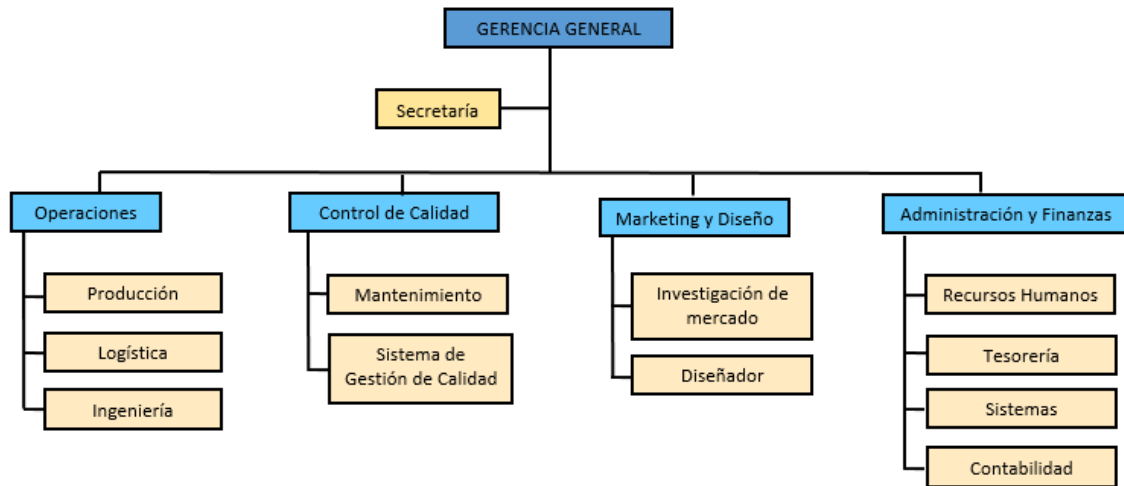 GERENCIA GENERAL
Secretaría
Operaciones
Control de Calidad
Marketing y Diseño
Administración y Finanzas
Producción
Logística
Ingeniería
Mantenimiento
Sistema de
Gestión de Calidad
Investigación de
mercado
Diseñador
Recursos Humanos
Tesorería
Sistemas
Contabilidad